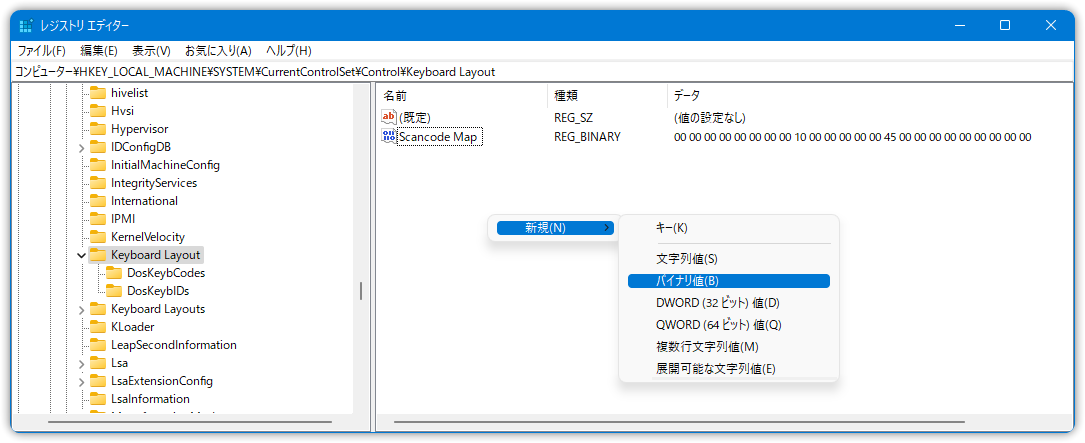 レジストリ エディター
ファイル(F) 編集(E) 表示(V) お気に入り(A) ヘルプ(H)
コンピューター¥HKEY_LOCAL_MACHINE¥SYSTEM¥CurrentControlSet¥Control¥Keyboard Layout
hivelist
Hvsi
Hypervisor
IDConfigDB
InitialMachineConfig
IntegrityServices
International
IPMI
KernelVelocity
Keyboard Layout
DosKeybCodes
DosKeybIDs
Keyboard Layouts
KLoader
LeapSecondInformation
Lsa
LsaExtensionConfig
LsaInformation
名前 種類 データ
(既定) REG_SZ (値の設定なし)
Scancode Map REG_BINARY 00 00 00 00 00 00 00 00 10 00 00 00 00 00 45 00 00 00 00 00 00 00 00 00
新規(N)
キー(K)
文字列値(S)
バイナリ値(B)
DWORD (32 ビット) 値(D)
QWORD (64 ビット) 値(Q)
複数行文字列値(M)
展開可能な文字列値(E)